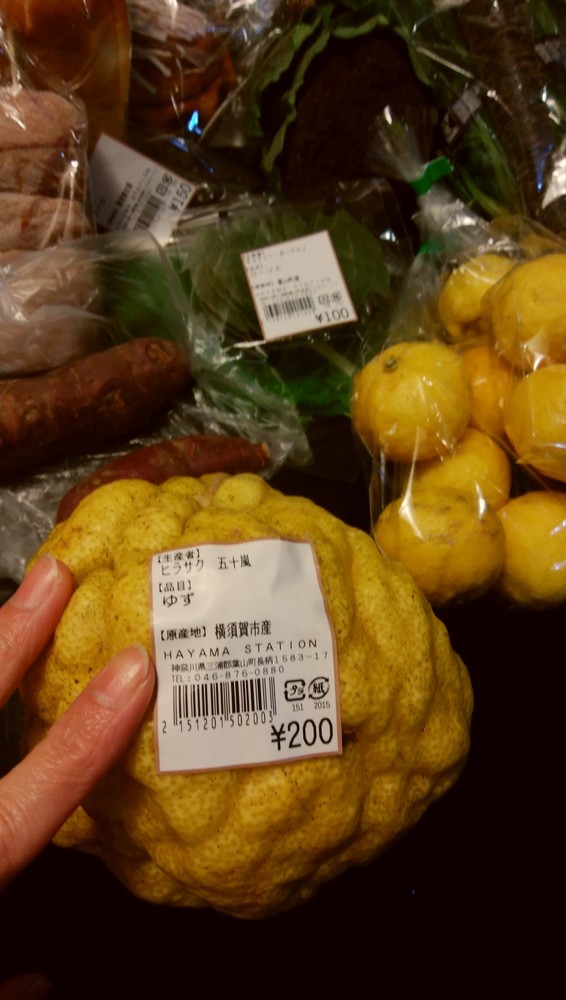 ¥100
¥100
【生産者】
ヒラサク 五十嵐
【品目】
ゆず
【原産地】 横須賀市産
HAYAMA STATION
神奈川県三浦郡葉山町長柄1583-17
TEL:046-876-0880
2 151201 502003
151 2015
紙
¥200